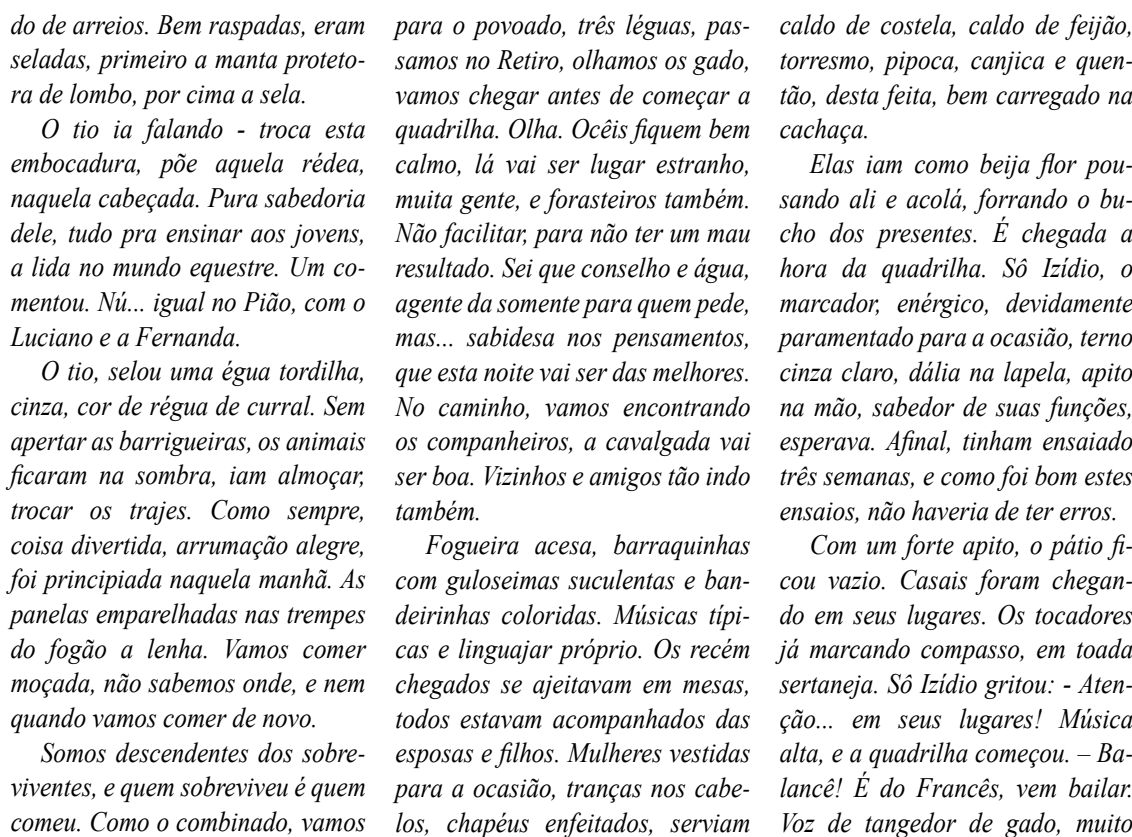 do de arreios. Bem raspadas, eram
seladas, primeiro a manta proteto-
ra de lombo, por cima a sela.
O tio ia falando - troca esta
embocadura, põe aquela rédea,
naquela cabeçada. Pura sabedoria
dele, tudo pra ensinar aos jovens,
a lida no mundo equestre. Um co-
mentou. Nú... igual no Pião, com o
Luciano e a Fernanda.
O tio, selou uma égua tordilha,
cinza, cor de régua de curral. Sem
apertar as barrigueiras, os animais
ficaram na sombra, iam almoçar,
trocar os trajes. Como sempre,
coisa divertida, arrumação alegre,
foi principiada naquela manhã. As
panelas emparelhadas nas trempes
do fogão a lenha. Vamos comer
moçada, não sabemos onde, e nem
quando vamos comer de novo.
Somos descendentes dos sobre-
viventes, e quem sobreviveu é quem
comeu. Como o combinado, vamos
para o povoado, três léguas, pas-
samos no Retiro, olhamos os gado,
vamos chegar antes de começar a
quadrilha. Olha. Ocêis fiquem bem
calmo, lá vai ser lugar estranho,
muita gente, e forasteiros também.
Não facilitar, para não ter um mau
resultado. Sei que conselho e água,
agente da somente para quem pede,
mas... sabidesa nos pensamentos,
que esta noite vai ser das melhores.
No caminho, vamos encontrando
os companheiros, a cavalgada vai
ser boa. Vizinhos e amigos tão indo
também.
Fogueira acesa, barraquinhas
com guloseimas suculentas e ban-
deirinhas coloridas. Músicas típi-
cas e linguajar próprio. Os recém
chegados se ajeitavam em mesas,
todos estavam acompanhados das
esposas e filhos. Mulheres vestidas
para a ocasião, tranças nos cabe-
los, chapéus enfeitados, serviam
caldo de costela, caldo de feijão,
torresmo, pipoca, canjica e quen-
tão, desta feita, bem carregado na
cachaça.
Elas iam como beija flor pou-
sando ali e acolá, forrando o bu-
cho dos presentes. É chegada a
hora da quadrilha. Sô Izídio, o
marcador, enérgico, devidamente
paramentado para a ocasião, terno
cinza claro, dália na lapela, apito
na mão, sabedor de suas funções,
esperava. Afinal, tinham ensaiado
três semanas, e como foi bom estes
ensaios, não haveria de ter erros.
Com um forte apito, o pátio fi-
cou vazio. Casais foram chegan-
do em seus lugares. Os tocadores
já marcando compasso, em toada
sertaneja. Sô Izídio gritou: - Aten-
ção... em seus lugares! Música
alta, e a quadrilha começou. – Ba-
lancê! É do Francês, vem bailar.
Voz de tangedor de gado, muito